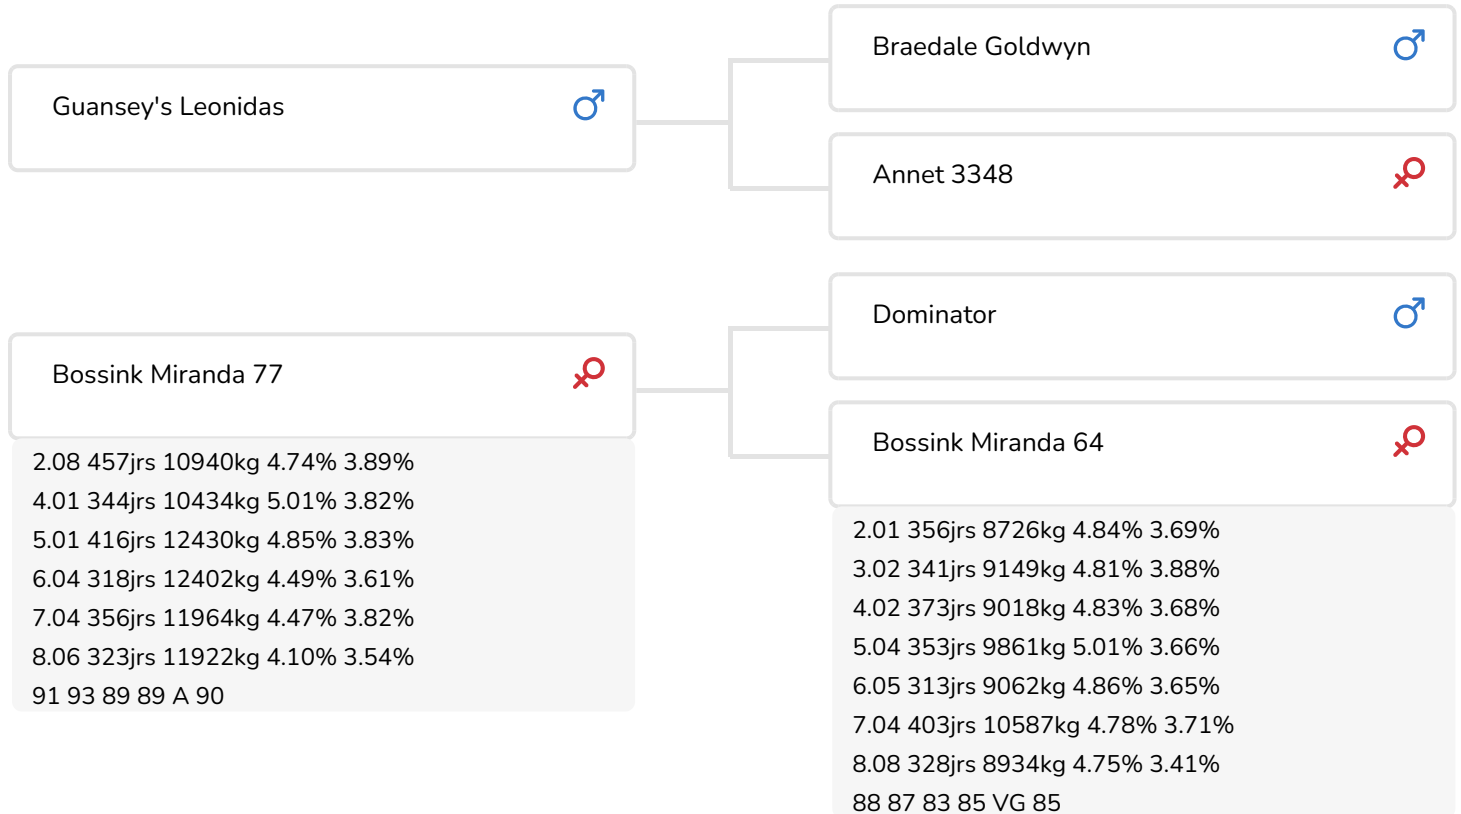 Guansey's Leonidas
Braedale Goldwyn
Annet 3348
Bossink Miranda 77
2.08 457jrs 10940kg 4.74% 3.89%
4.01 344jrs 10434kg 5.01% 3.82%
5.01 416jrs 12430kg 4.85% 3.83%
6.04 318jrs 12402kg 4.49% 3.61%
7.04 356jrs 11964kg 4.47% 3.82%
8.06 323jrs 11922kg 4.10% 3.54%
91 93 89 89 A 90
Dominator
Bossink Miranda 64
2.01 356jrs 8726kg 4.84% 3.69%
3.02 341jrs 9149kg 4.81% 3.88%
4.02 373jrs 9018kg 4.83% 3.68%
5.04 353jrs 9861kg 5.01% 3.66%
6.05 313jrs 9062kg 4.86% 3.65%
7.04 403jrs 10587kg 4.78% 3.71%
8.08 328jrs 8934kg 4.75% 3.41%
88 87 83 85 VG 85